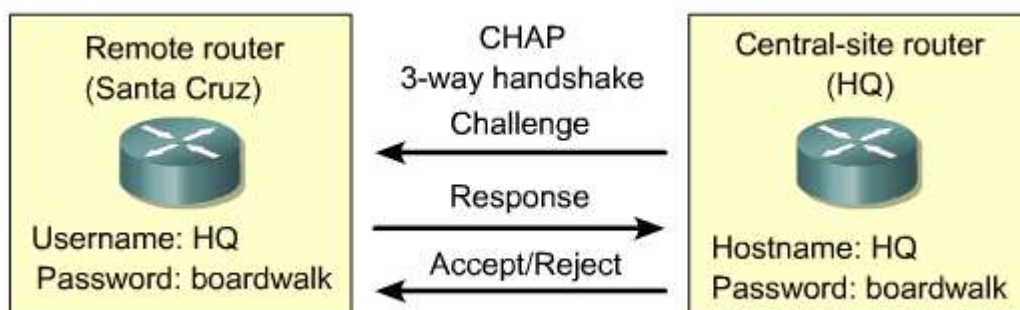 Remote router
(Santa Cruz)
Username: HQ
Password: boardwalk
CHAP
3-way handshake
Challenge
Response
Accept/Reject
Central-site router
(HQ)
Hostname: HQ
Password: boardwalk